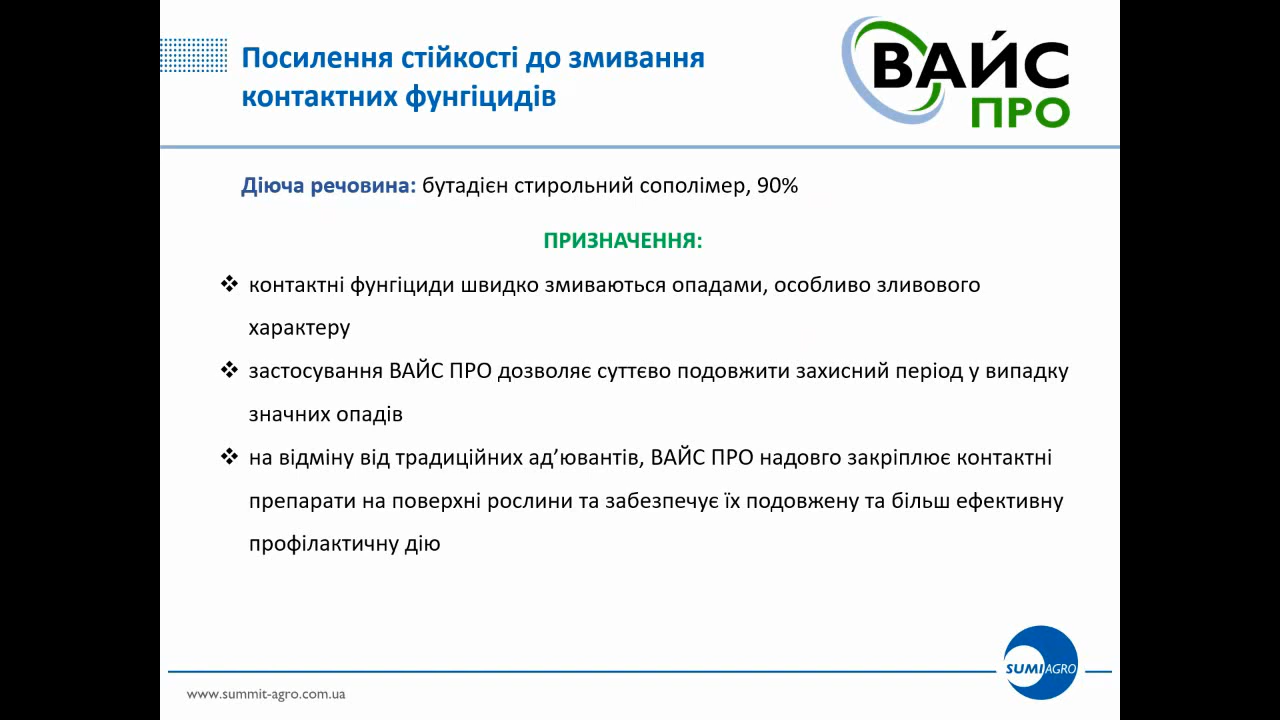 Посилення стійкості до змивання
контактних фунгіцидів
ВАЙС
ПРО
Діюча речовина: бутадієн стирольний сополімер, 90%
ПРИЗНАЧЕННЯ:
❖ контактні фунгіциди швидко змиваються опадами, особливо зливового
характеру
❖ застосування ВАЙС ПРО дозволяє суттєво подовжити захисний період у випадку
значних опадів
❖ на відміну від традиційних ад’ювантів, ВАЙС ПРО надовго закріплює контактні
препарати на поверхні рослини та забезпечує їх подовжену та більш ефективну
профілактичну дію
SUMI AGRO
www.summit-agro.com.ua